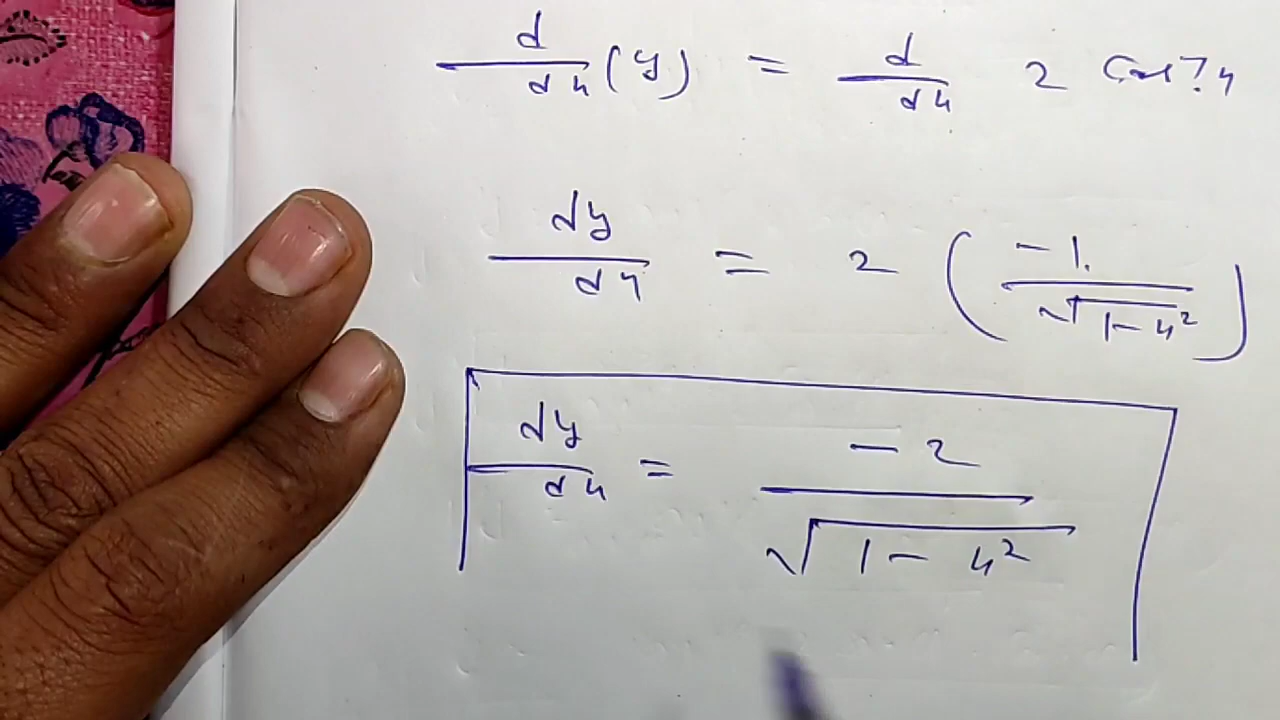 d/dx (y) = d/dx 2 cos⁻¹x
dy/dx = 2 (-1/√(1-x²))
dy/dx = -2/√(1-x²)